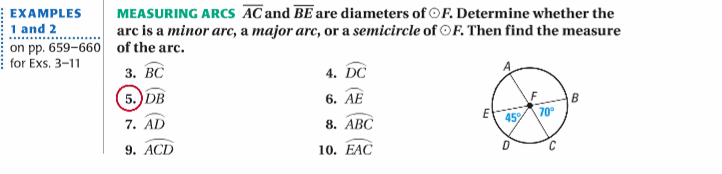 EXAMPLES
1 and 2
on pp. 659–660
for Exs. 3–11
MEASURING ARCS AC and BE are diameters of ⊙F. Determine whether the
arc is a minor arc, a major arc, or a semicircle of ⊙F. Then find the measure
of the arc.
3. BC
4. DC
5. DB
6. AE
7. AD
8. ABC
9. ACD
10. EAC
A
F
B
E
45°
70°
D
C